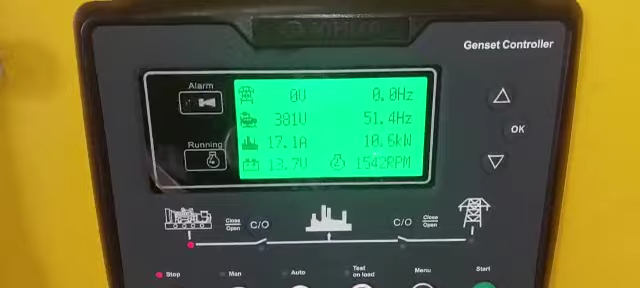 Genset Controller
Alarm
0V 0.0Hz
381V 51.4Hz
Running
17.1A 10.6kW
13.7V 1542RPM
OK
Close
Open
C/O
C/O
Close
Open
Stop
Man
Auto
Test
on load
Menu
Start